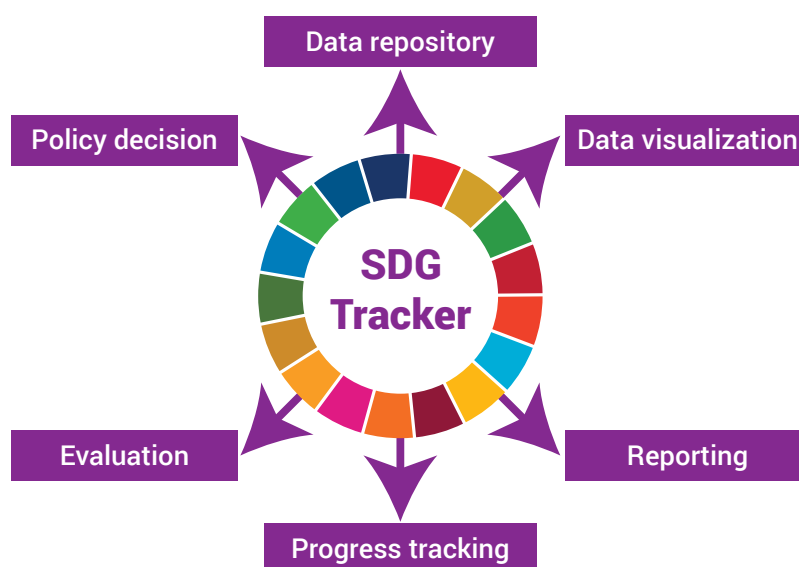 Data repository
Policy decision
Data visualization
SDG
Tracker
Evaluation
Reporting
Progress tracking